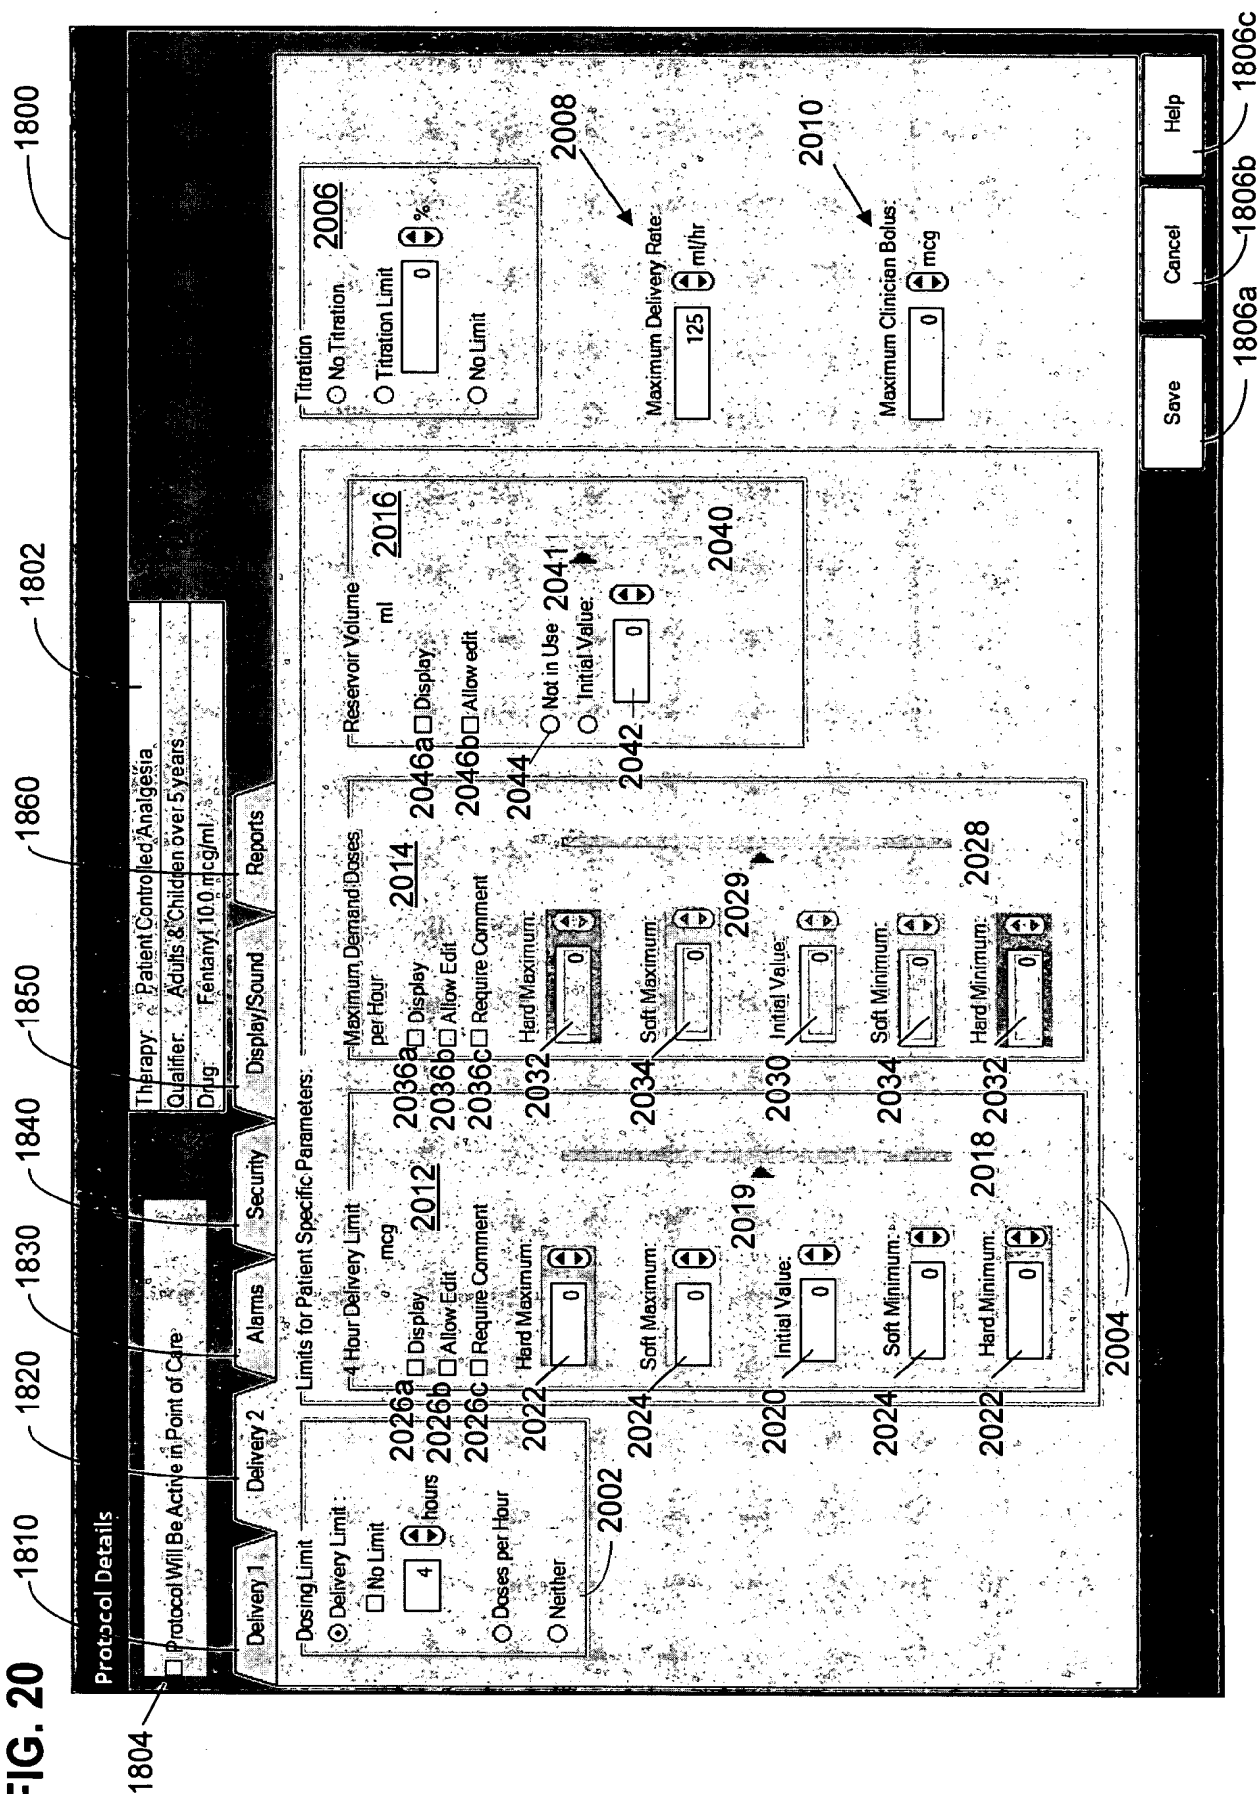 FIG. 20
1800
1802
1804
1810
1820
1830
1840
1850
1860
Protocol Details
Protocol Will Be Active in Point of Care
Therapy: Patient Controlled Analgesia
Qualifier: Adults & Children over 5 years
Drug: Fentanyl 10.0 mcg/ml
Delivery 1
Delivery 2
Alarms
Security
Display/Sound
Reports
Dosing Limit
Delivery Limit
No Limit
4 hours
Doses per Hour
Neither
2002
Limits for Patient Specific Parameters:
4 Hour Delivery Limit
mcg
2012
2026a Display
2026b Allow Edit
2026c Require Comment
Hard Maximum:
0
2022
Soft Maximum:
0
2024
2019
Initial Value:
0
2020
Soft Minimum:
0
2024
2018
Hard Minimum:
0
2022
2004
Maximum Demand Doses
per Hour
2014
2036a Display
2036b Allow Edit
2036c Require Comment
Hard Maximum:
0
2032
Soft Maximum:
0
2034
2029
Initial Value:
0
2030
Soft Minimum:
0
2034
2028
Hard Minimum:
0
2032
Reservoir Volume
ml
2016
2046a Display
2046b Allow edit
2044
Not in Use
2041
Initial Value:
0
2042
2040
Titration
2006
No Titration
Titration Limit
0 %
No Limit
2008
Maximum Delivery Rate:
125 ml/hr
2010
Maximum Clinician Bolus:
0 mcg
Save
Cancel
Help
1806a
1806b
1806c